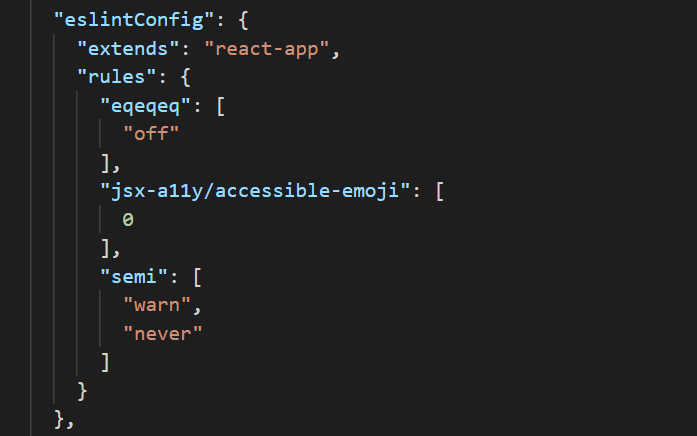 "eslintConfig": {
"extends": "react-app",
"rules": {
"eqeqeq": [
"off"
],
"jsx-a11y/accessible-emoji": [
0
],
"semi": [
"warn",
"never"
]
}
},